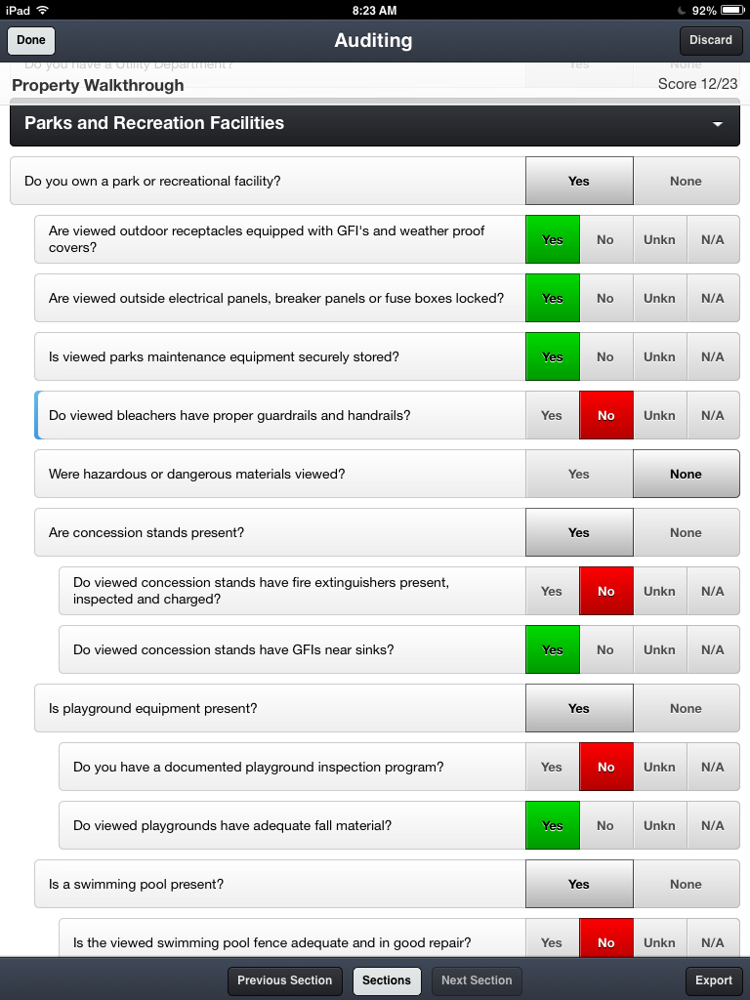 iPad
8:23 AM
92%
Done
Auditing
Discard
Do you have a Utility Department?
Yes
None
Property Walkthrough
Score 12/23
Parks and Recreation Facilities
Do you own a park or recreational facility?
Yes
None
Are viewed outdoor receptacles equipped with GFI's and weather proof
covers?
Yes
No
Unkn
N/A
Are viewed outside electrical panels, breaker panels or fuse boxes locked?
Yes
No
Unkn
N/A
Is viewed parks maintenance equipment securely stored?
Yes
No
Unkn
N/A
Do viewed bleachers have proper guardrails and handrails?
Yes
No
Unkn
N/A
Were hazardous or dangerous materials viewed?
Yes
None
Are concession stands present?
Yes
None
Do viewed concession stands have fire extinguishers present,
inspected and charged?
Yes
No
Unkn
N/A
Do viewed concession stands have GFIs near sinks?
Yes
No
Unkn
N/A
Is playground equipment present?
Yes
None
Do you have a documented playground inspection program?
Yes
No
Unkn
N/A
Do viewed playgrounds have adequate fall material?
Yes
No
Unkn
N/A
Is a swimming pool present?
Yes
None
Is the viewed swimming pool fence adequate and in good repair?
Yes
No
Unkn
N/A
Previous Section
Sections
Next Section
Export